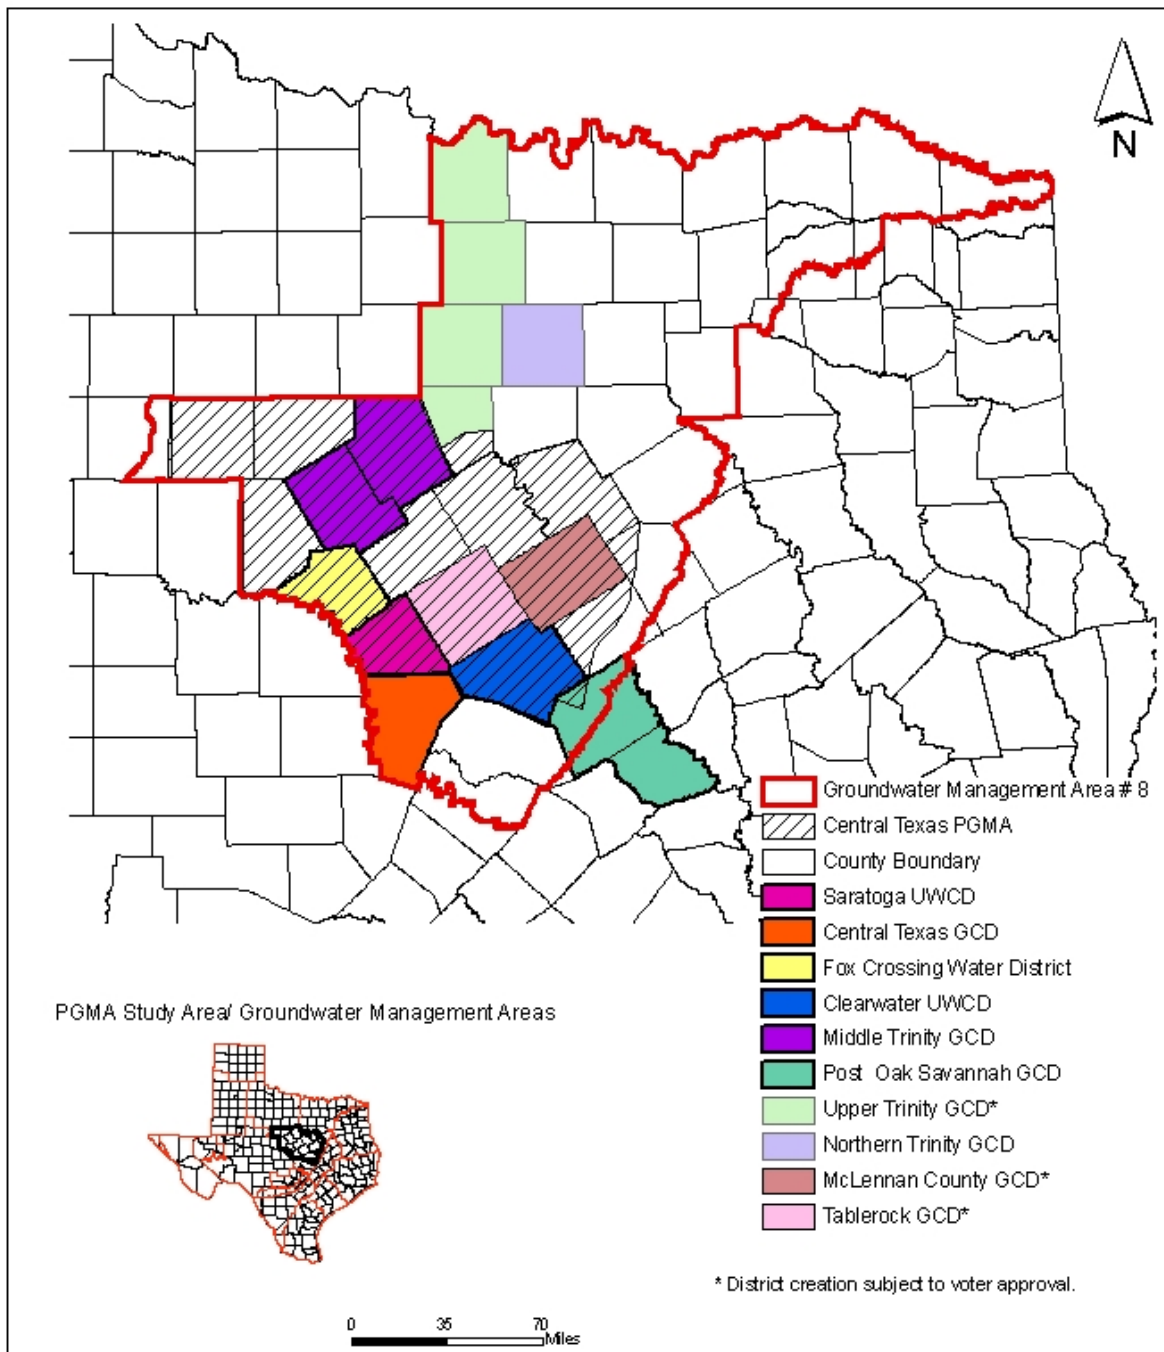 N
Groundwater Management Area # 8
Central Texas PGMA
County Boundary
Saratoga UWCD
Central Texas GCD
Fox Crossing Water District
Clearwater UWCD
Middle Trinity GCD
Post Oak Savannah GCD
Upper Trinity GCD*
Northern Trinity GCD
McLennan County GCD*
Tablerock GCD*
PGMA Study Area/ Groundwater Management Areas
* District creation subject to voter approval.
0 35 70
Miles